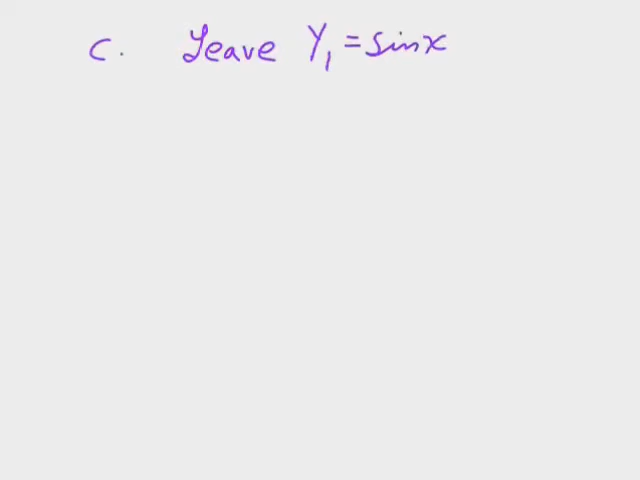 C. Leave Y₁ = sinx